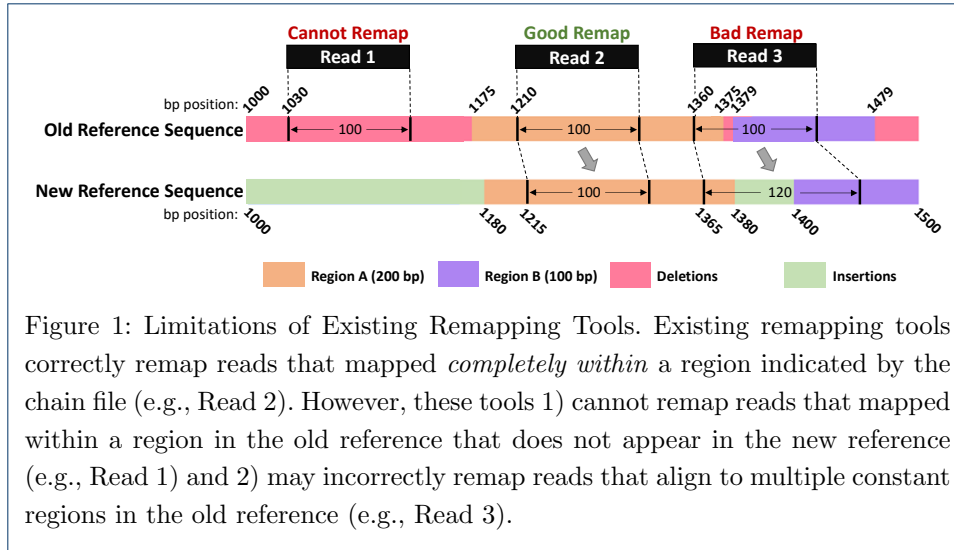 Cannot Remap Good Remap Bad Remap
Read 1 Read 2 Read 3
bp position: 1000 1030 1175 1210 1360 1375 1379 1479
Old Reference Sequence 100 100 100
New Reference Sequence 100 120
bp position: 1000 1180 1215 1365 1380 1400 1500
Region A (200 bp) Region B (100 bp) Deletions Insertions
Figure 1: Limitations of Existing Remapping Tools. Existing remapping tools
correctly remap reads that mapped completely within a region indicated by the
chain file (e.g., Read 2). However, these tools 1) cannot remap reads that mapped
within a region in the old reference that does not appear in the new reference
(e.g., Read 1) and 2) may incorrectly remap reads that align to multiple constant
regions in the old reference (e.g., Read 3).